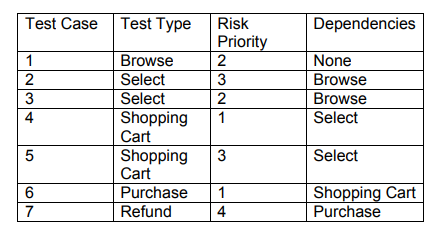 Test Case Test Type Risk Priority Dependencies
1 Browse 2 None
2 Select 3 Browse
3 Select 2 Browse
4 Shopping Cart 1 Select
5 Shopping Cart 3 Select
6 Purchase 1 Shopping Cart
7 Refund 4 Purchase